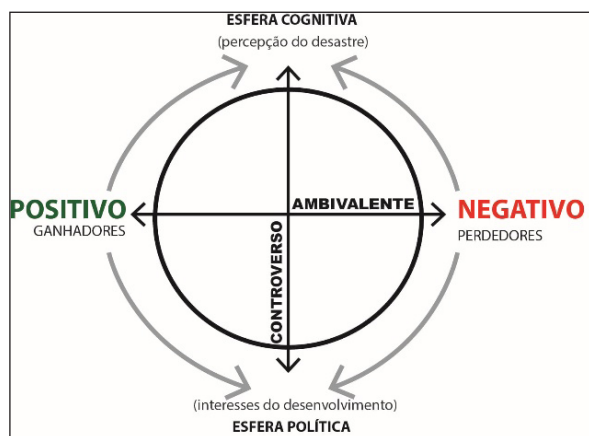 ESFERA COGNITIVA
(percepção do desastre)
POSITIVO
GANHADORES
AMBIVALENTE
NEGATIVO
PERDEDORES
CONTROVERSO
(interesses do desenvolvimento)
ESFERA POLÍTICA